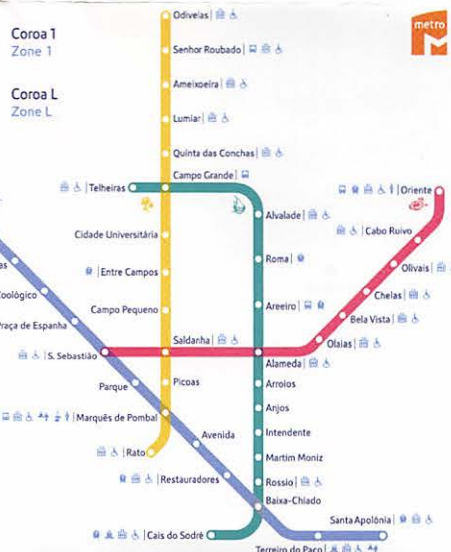 Coroa 1
Zone 1
Coroa L
Zone L
metro
Odivelas
Senhor Roubado
Ameixoeira
Lumiar
Quinta das Conchas
Campo Grande
Telheiras
Oriente
Alvalade
Cabo Ruivo
Cidade Universitária
Roma
Olivais
Entre Campos
Chelas
Areeiro
Campo Pequeno
Bela Vista
Praça de Espanha
Saldanha
Olaias
S. Sebastião
Alameda
Parque
Picoas
Arroios
Anjos
Marquês de Pombal
Avenida
Intendente
Rato
Martim Moniz
Restauradores
Rossio
Baixa-Chiado
Santa Apolónia
Cais do Sodré
Terreiro do Paço